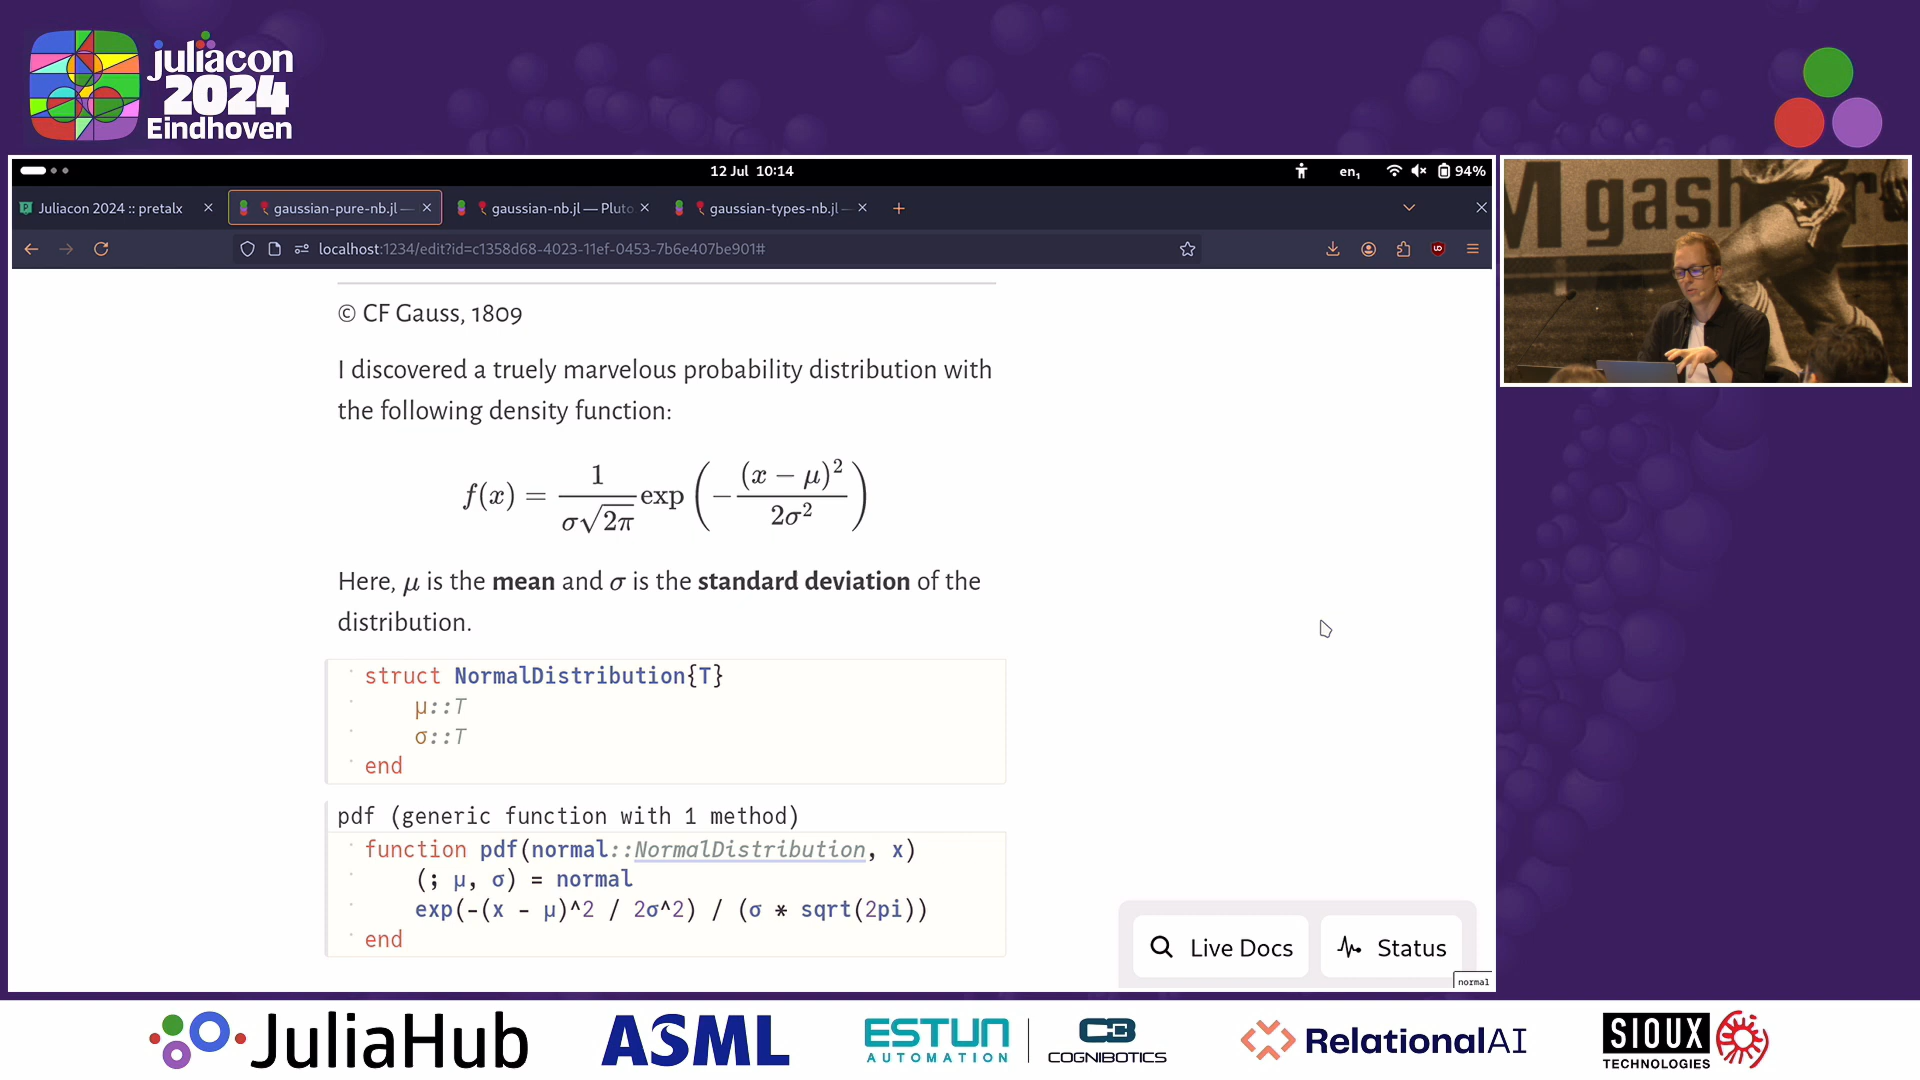 juliacon
2024
Eindhoven
12 Jul 10:14
en₁
94%
Juliacon 2024 :: pretalx
gaussian-pure-nb.jl —
gaussian-nb.jl — Pluto
gaussian-types-nb.jl —
localhost:1234/edit?id=c1358d68-4023-11ef-0453-7b6e407be901#
© CF Gauss, 1809
I discovered a truely marvelous probability distribution with
the following density function:
f(x) = 1/(σ√2π) exp(−(x − μ)²/2σ²)
Here, μ is the mean and σ is the standard deviation of the
distribution.
struct NormalDistribution{T}
μ::T
σ::T
end
pdf (generic function with 1 method)
function pdf(normal::NormalDistribution, x)
(; μ, σ) = normal
exp(-(x - μ)^2 / 2σ^2) / (σ * sqrt(2pi))
end
Live Docs
Status
normal
M gash
JuliaHub
ASML
ESTUN
AUTOMATION
COGNIBOTICS
RelationalAI
SIOUX
TECHNOLOGIES